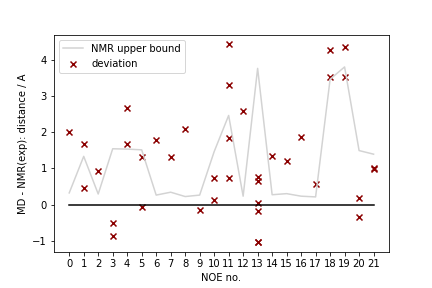 NMR upper bound
deviation
MD - NMR(exp): distance / A
4
3
2
1
0
−1
0 1 2 3 4 5 6 7 8 9 10 11 12 13 14 15 16 17 18 19 20 21
NOE no.